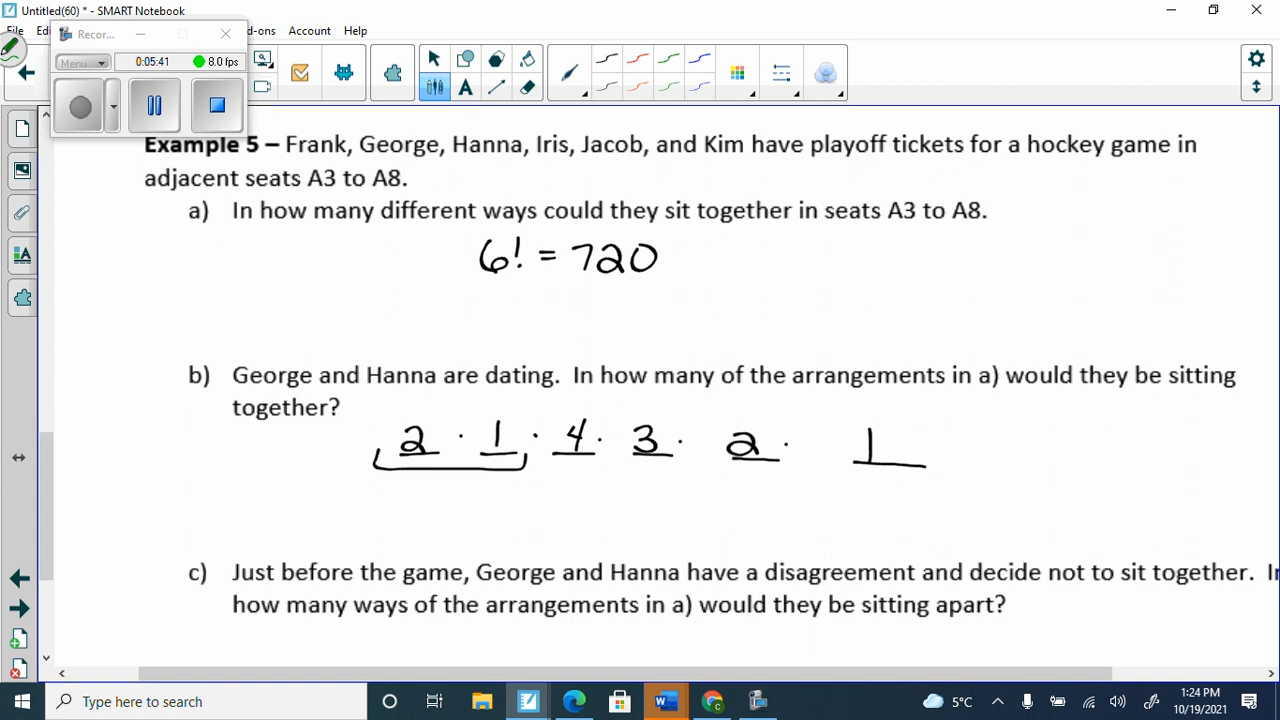 Untitled(60) * - SMART Notebook
File Ed
Recor...
d-ons Account Help
Menu 0:05:41 8.0 fps
Example 5 – Frank, George, Hanna, Iris, Jacob, and Kim have playoff tickets for a hockey game in
adjacent seats A3 to A8.
a) In how many different ways could they sit together in seats A3 to A8.
6! = 720
b) George and Hanna are dating. In how many of the arrangements in a) would they be sitting
together?
2 · 1 · 4 · 3 · 2 · 1
c) Just before the game, George and Hanna have a disagreement and decide not to sit together. In
how many ways of the arrangements in a) would they be sitting apart?
Type here to search
5°C
1:24 PM
10/19/2021